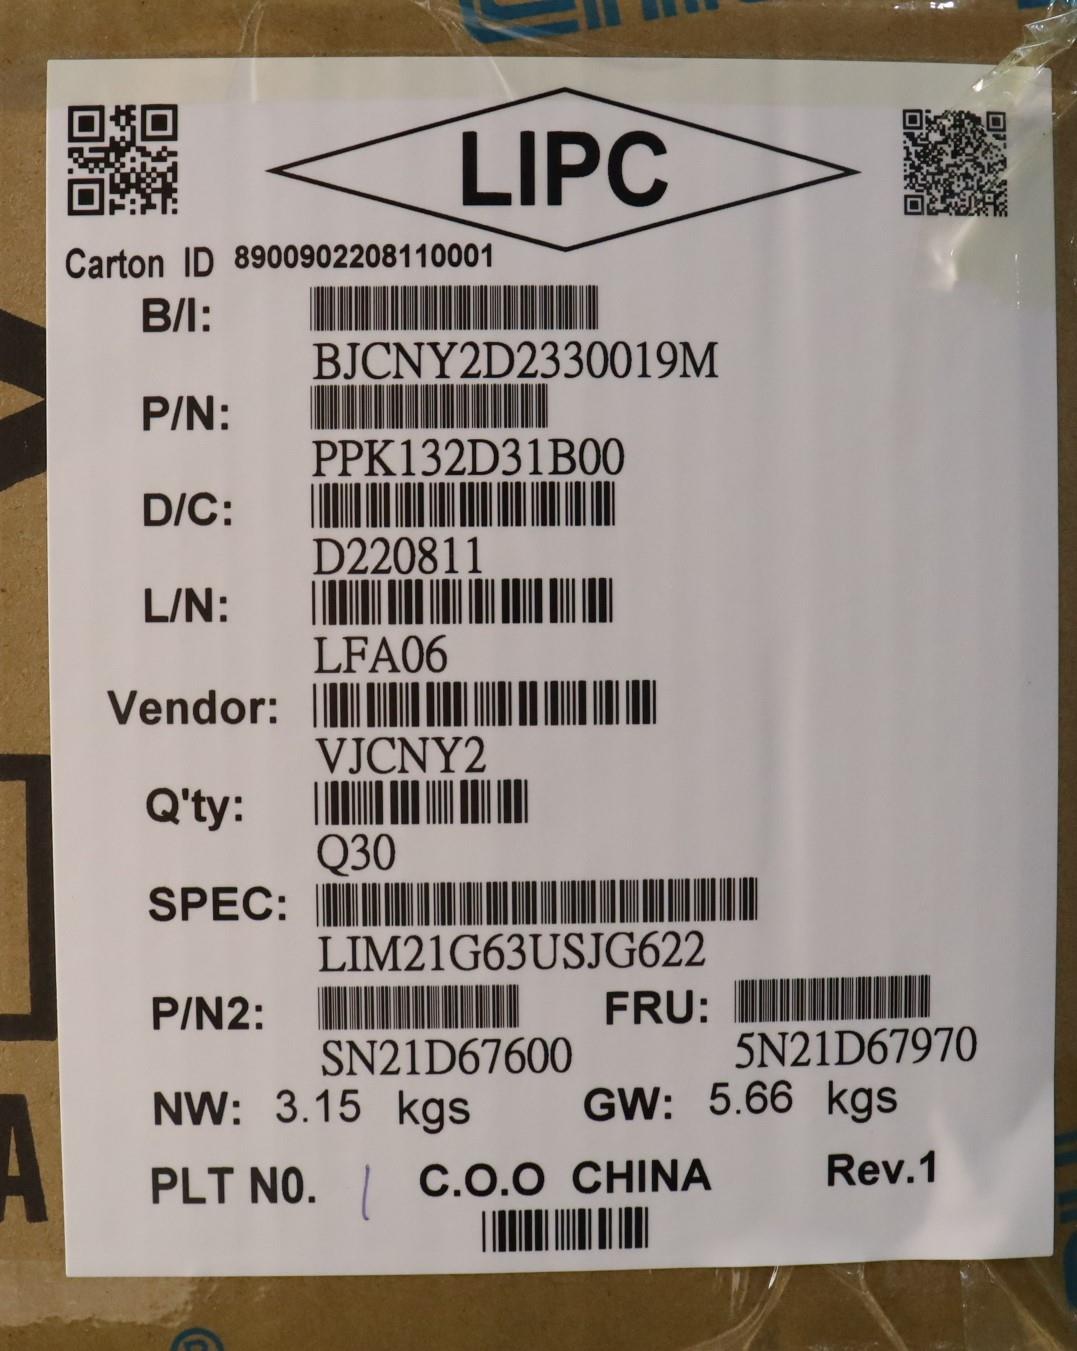 LIPC
Carton ID 8900902208110001
B/I:
BJCNY2D2330019M
P/N:
PPK132D31B00
D/C:
D220811
L/N:
LFA06
Vendor:
VJCNY2
Q'ty:
Q30
SPEC:
LIM21G63USJG622
P/N2: FRU:
SN21D67600 5N21D67970
NW: 3.15 kgs GW: 5.66 kgs
PLT NO. 1 C.O.O CHINA Rev.1
A
®